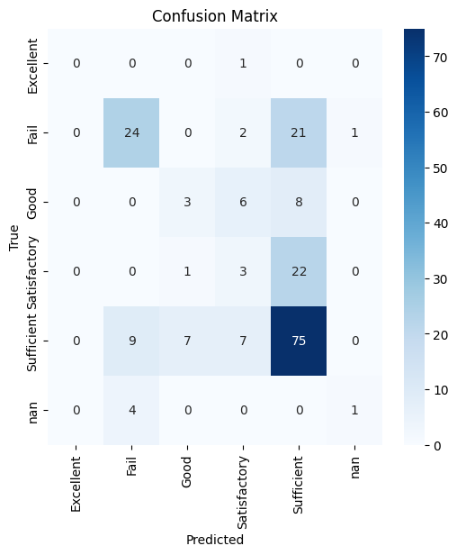 Confusion Matrix
True
Excellent 0 0 0 1 0 0
Fail 0 24 0 2 21 1
Good 0 0 3 6 8 0
Satisfactory 0 0 1 3 22 0
Sufficient 0 9 7 7 75 0
nan 0 4 0 0 0 1
Excellent Fail Good Satisfactory Sufficient nan
Predicted
70
60
50
40
30
20
10
0